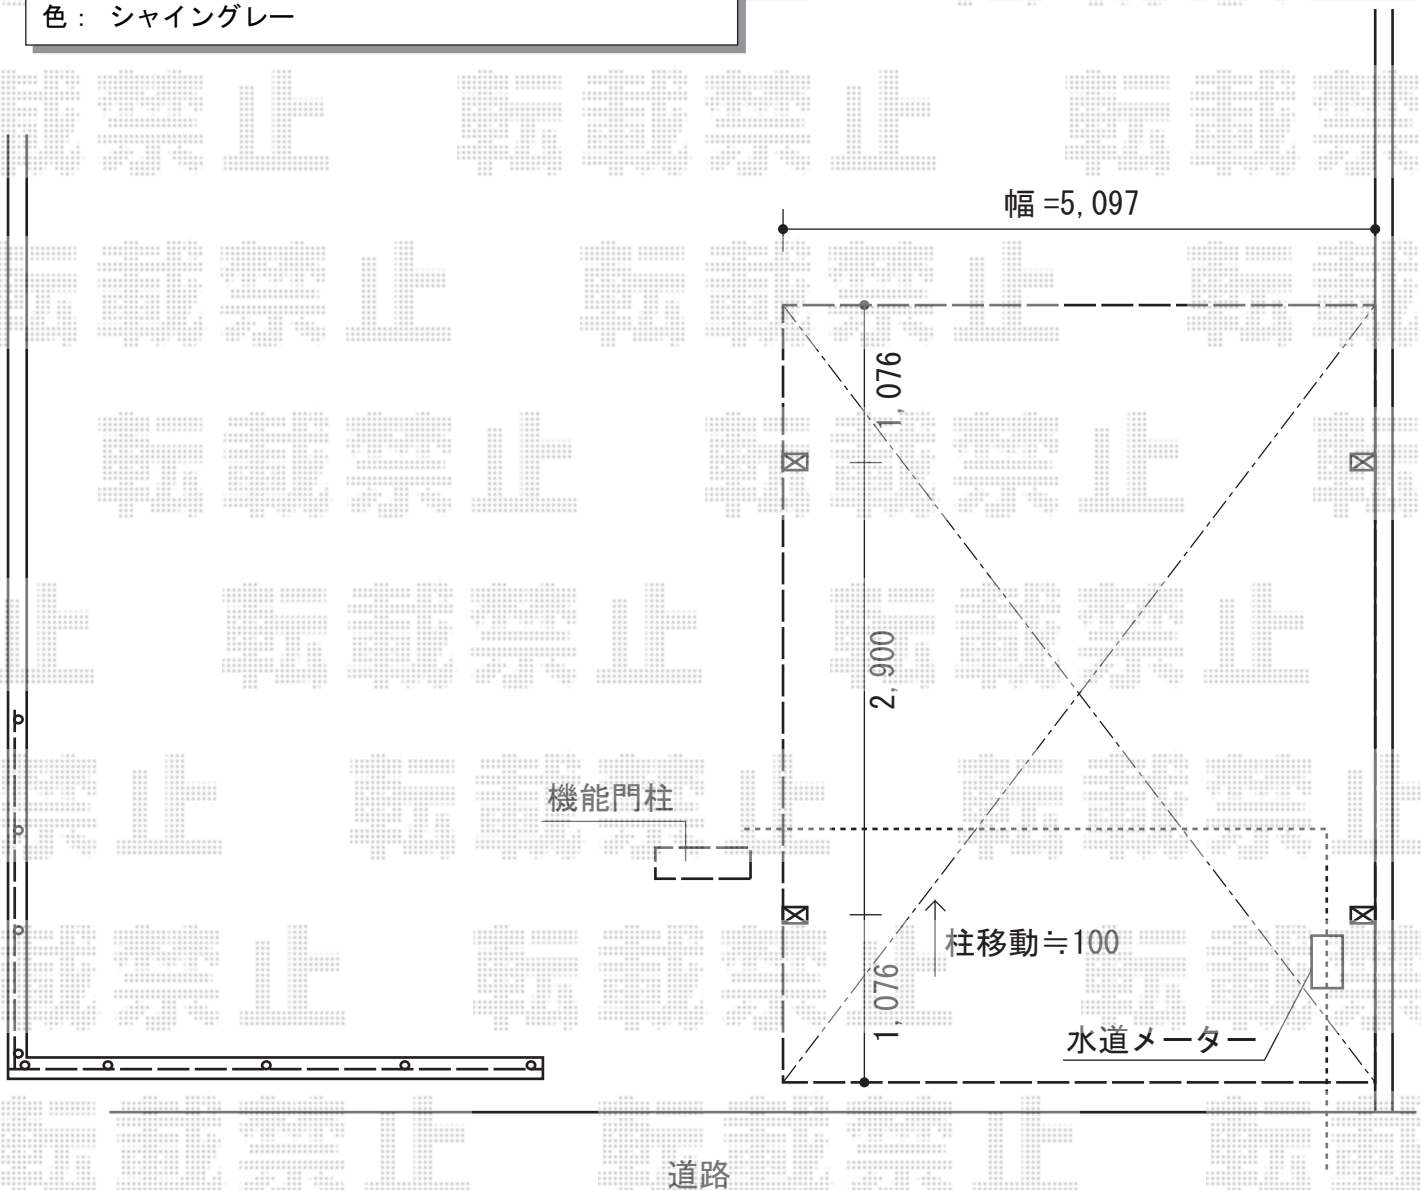 色： シャイングレー
幅=5,097
1,076
2,900
機能門柱
柱移動≒100
1,076
水道メーター
道路
転載禁止